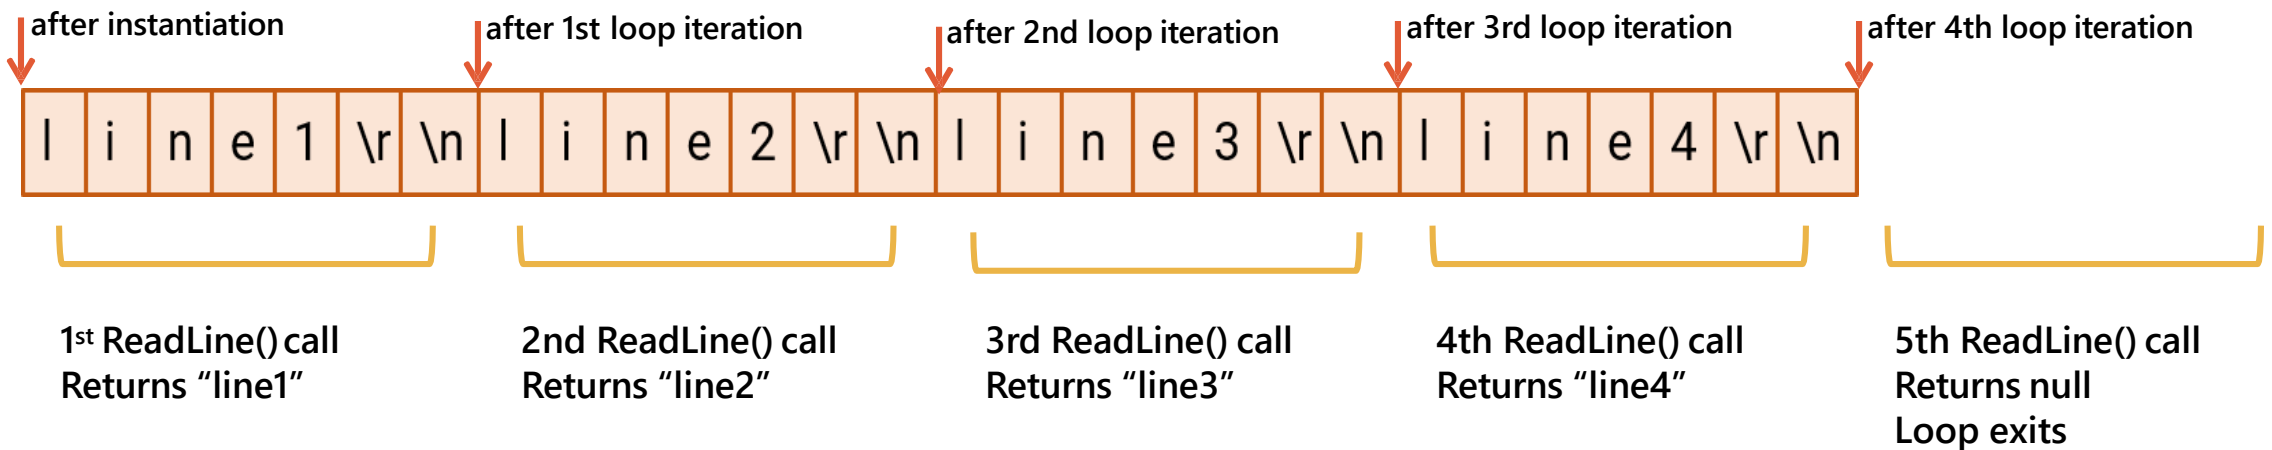 after instantiation after 1st loop iteration after 2nd loop iteration after 3rd loop iteration after 4th loop iteration
l i n e 1 \r \n l i n e 2 \r \n l i n e 3 \r \n l i n e 4 \r \n
1st ReadLine() call
Returns “line1”
2nd ReadLine() call
Returns “line2”
3rd ReadLine() call
Returns “line3”
4th ReadLine() call
Returns “line4”
5th ReadLine() call
Returns null
Loop exits